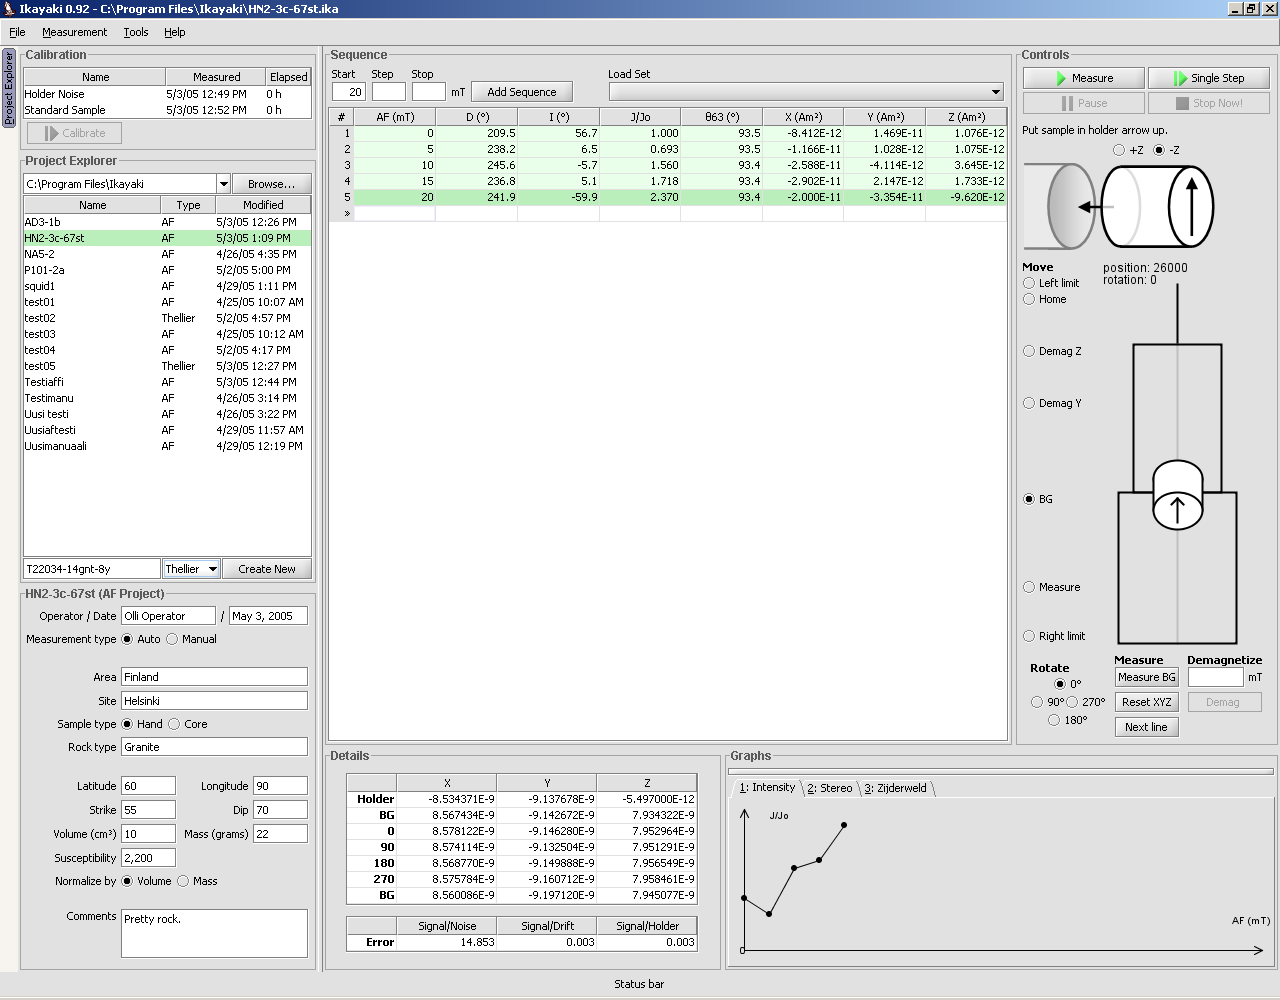 Ikayaki 0.92 - C:\Program Files\Ikayaki\HN2-3c-67st.ika
File Measurement Tools Help
Project Explorer
Calibration
Name Measured Elapsed
Holder Noise 5/3/05 12:49 PM 0 h
Standard Sample 5/3/05 12:52 PM 0 h
Calibrate
Project Explorer
C:\Program Files\Ikayaki Browse...
Name Type Modified
AD3-1b AF 5/3/05 12:26 PM
HN2-3c-67st AF 5/3/05 1:09 PM
NA5-2 AF 4/26/05 4:35 PM
P101-2a AF 5/2/05 5:00 PM
squid1 AF 4/29/05 1:11 PM
test01 AF 4/25/05 10:07 AM
test02 Thellier 5/2/05 4:57 PM
test03 AF 4/25/05 10:12 AM
test04 AF 5/2/05 4:17 PM
test05 Thellier 5/3/05 12:27 PM
Testiaffi AF 5/3/05 12:44 PM
Testimanu AF 4/26/05 3:14 PM
Uusi testi AF 4/26/05 3:22 PM
Uusiaftesti AF 4/29/05 11:57 AM
Uusimanuaali AF 4/29/05 12:19 PM
T22034-14gnt-8y Thellier Create New
HN2-3c-67st (AF Project)
Operator / Date Olli Operator / May 3, 2005
Measurement type Auto Manual
Area Finland
Site Helsinki
Sample type Hand Core
Rock type Granite
Latitude 60 Longitude 90
Strike 55 Dip 70
Volume (cm³) 10 Mass (grams) 22
Susceptibility 2,200
Normalize by Volume Mass
Comments Pretty rock.
Sequence
Start Step Stop Load Set
20 mT Add Sequence
# AF (mT) D (°) I (°) J/Jo θ63 (°) X (Am²) Y (Am²) Z (Am²)
1 0 209.5 56.7 1.000 93.5 -8.412E-12 1.469E-11 1.076E-12
2 5 238.2 6.5 0.693 93.5 -1.166E-11 1.028E-12 1.075E-12
3 10 245.6 -5.7 1.560 93.4 -2.588E-11 -4.114E-12 3.645E-12
4 15 236.8 5.1 1.718 93.4 -2.902E-11 2.147E-12 1.733E-12
5 20 241.9 -59.9 2.370 93.4 -2.000E-11 -3.354E-11 -9.620E-12
»
Details
X Y Z
Holder -8.534371E-9 -9.137678E-9 -5.497000E-12
BG 8.567434E-9 -9.142672E-9 7.934322E-9
0 8.578122E-9 -9.146280E-9 7.952964E-9
90 8.574114E-9 -9.132504E-9 7.951291E-9
180 8.568770E-9 -9.149888E-9 7.956549E-9
270 8.575784E-9 -9.160712E-9 7.958461E-9
BG 8.560086E-9 -9.197120E-9 7.945077E-9
Signal/Noise Signal/Drift Signal/Holder
Error 14.853 0.003 0.003
Controls
Measure Single Step
Pause Stop Now!
Put sample in holder arrow up.
+Z -Z
Move
position: 26000
rotation: 0
Left limit
Home
Demag Z
Demag Y
BG
Measure
Right limit
Rotate
0°
90° 270°
180°
Measure Demagnetize
Measure BG mT
Reset XYZ Demag
Next line
Graphs
1: Intensity 2: Stereo 3: Zijderweld
J/Jo
AF (mT)
0
Status bar